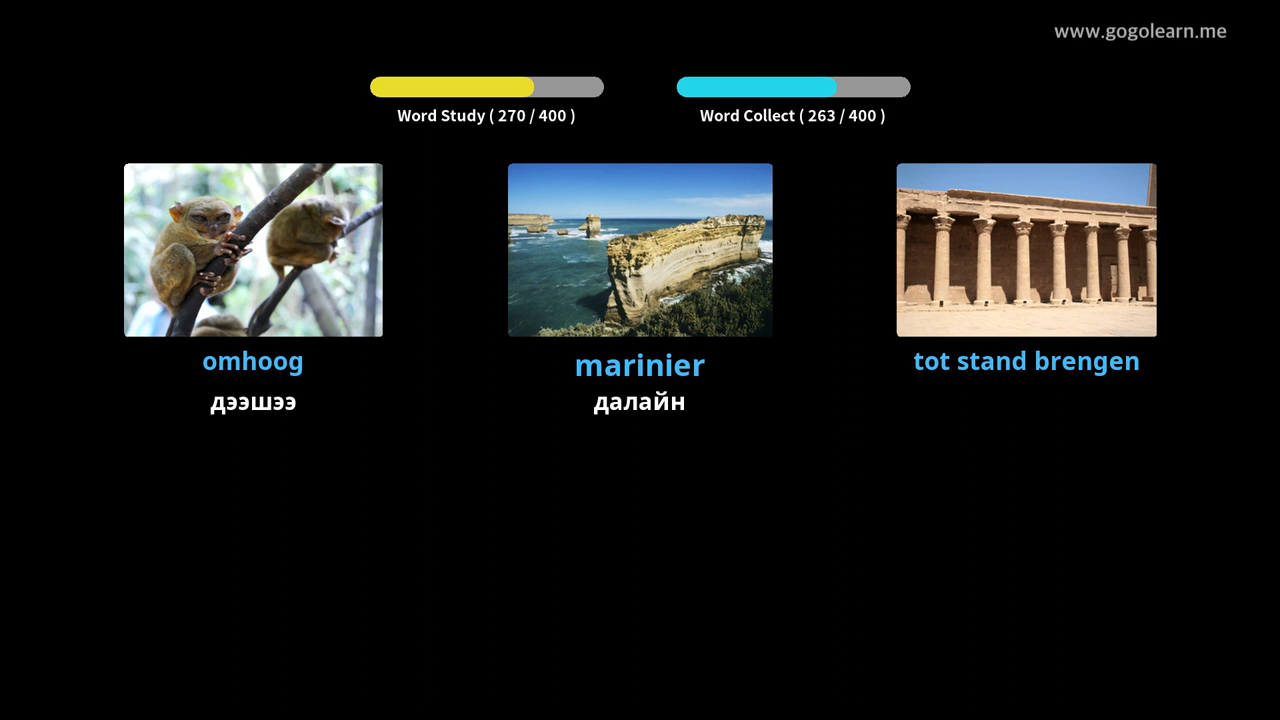 www.gogolearn.me
Word Study ( 270 / 400 )
Word Collect ( 263 / 400 )
omhoog
marinier
tot stand brengen
дээшээ
далайн